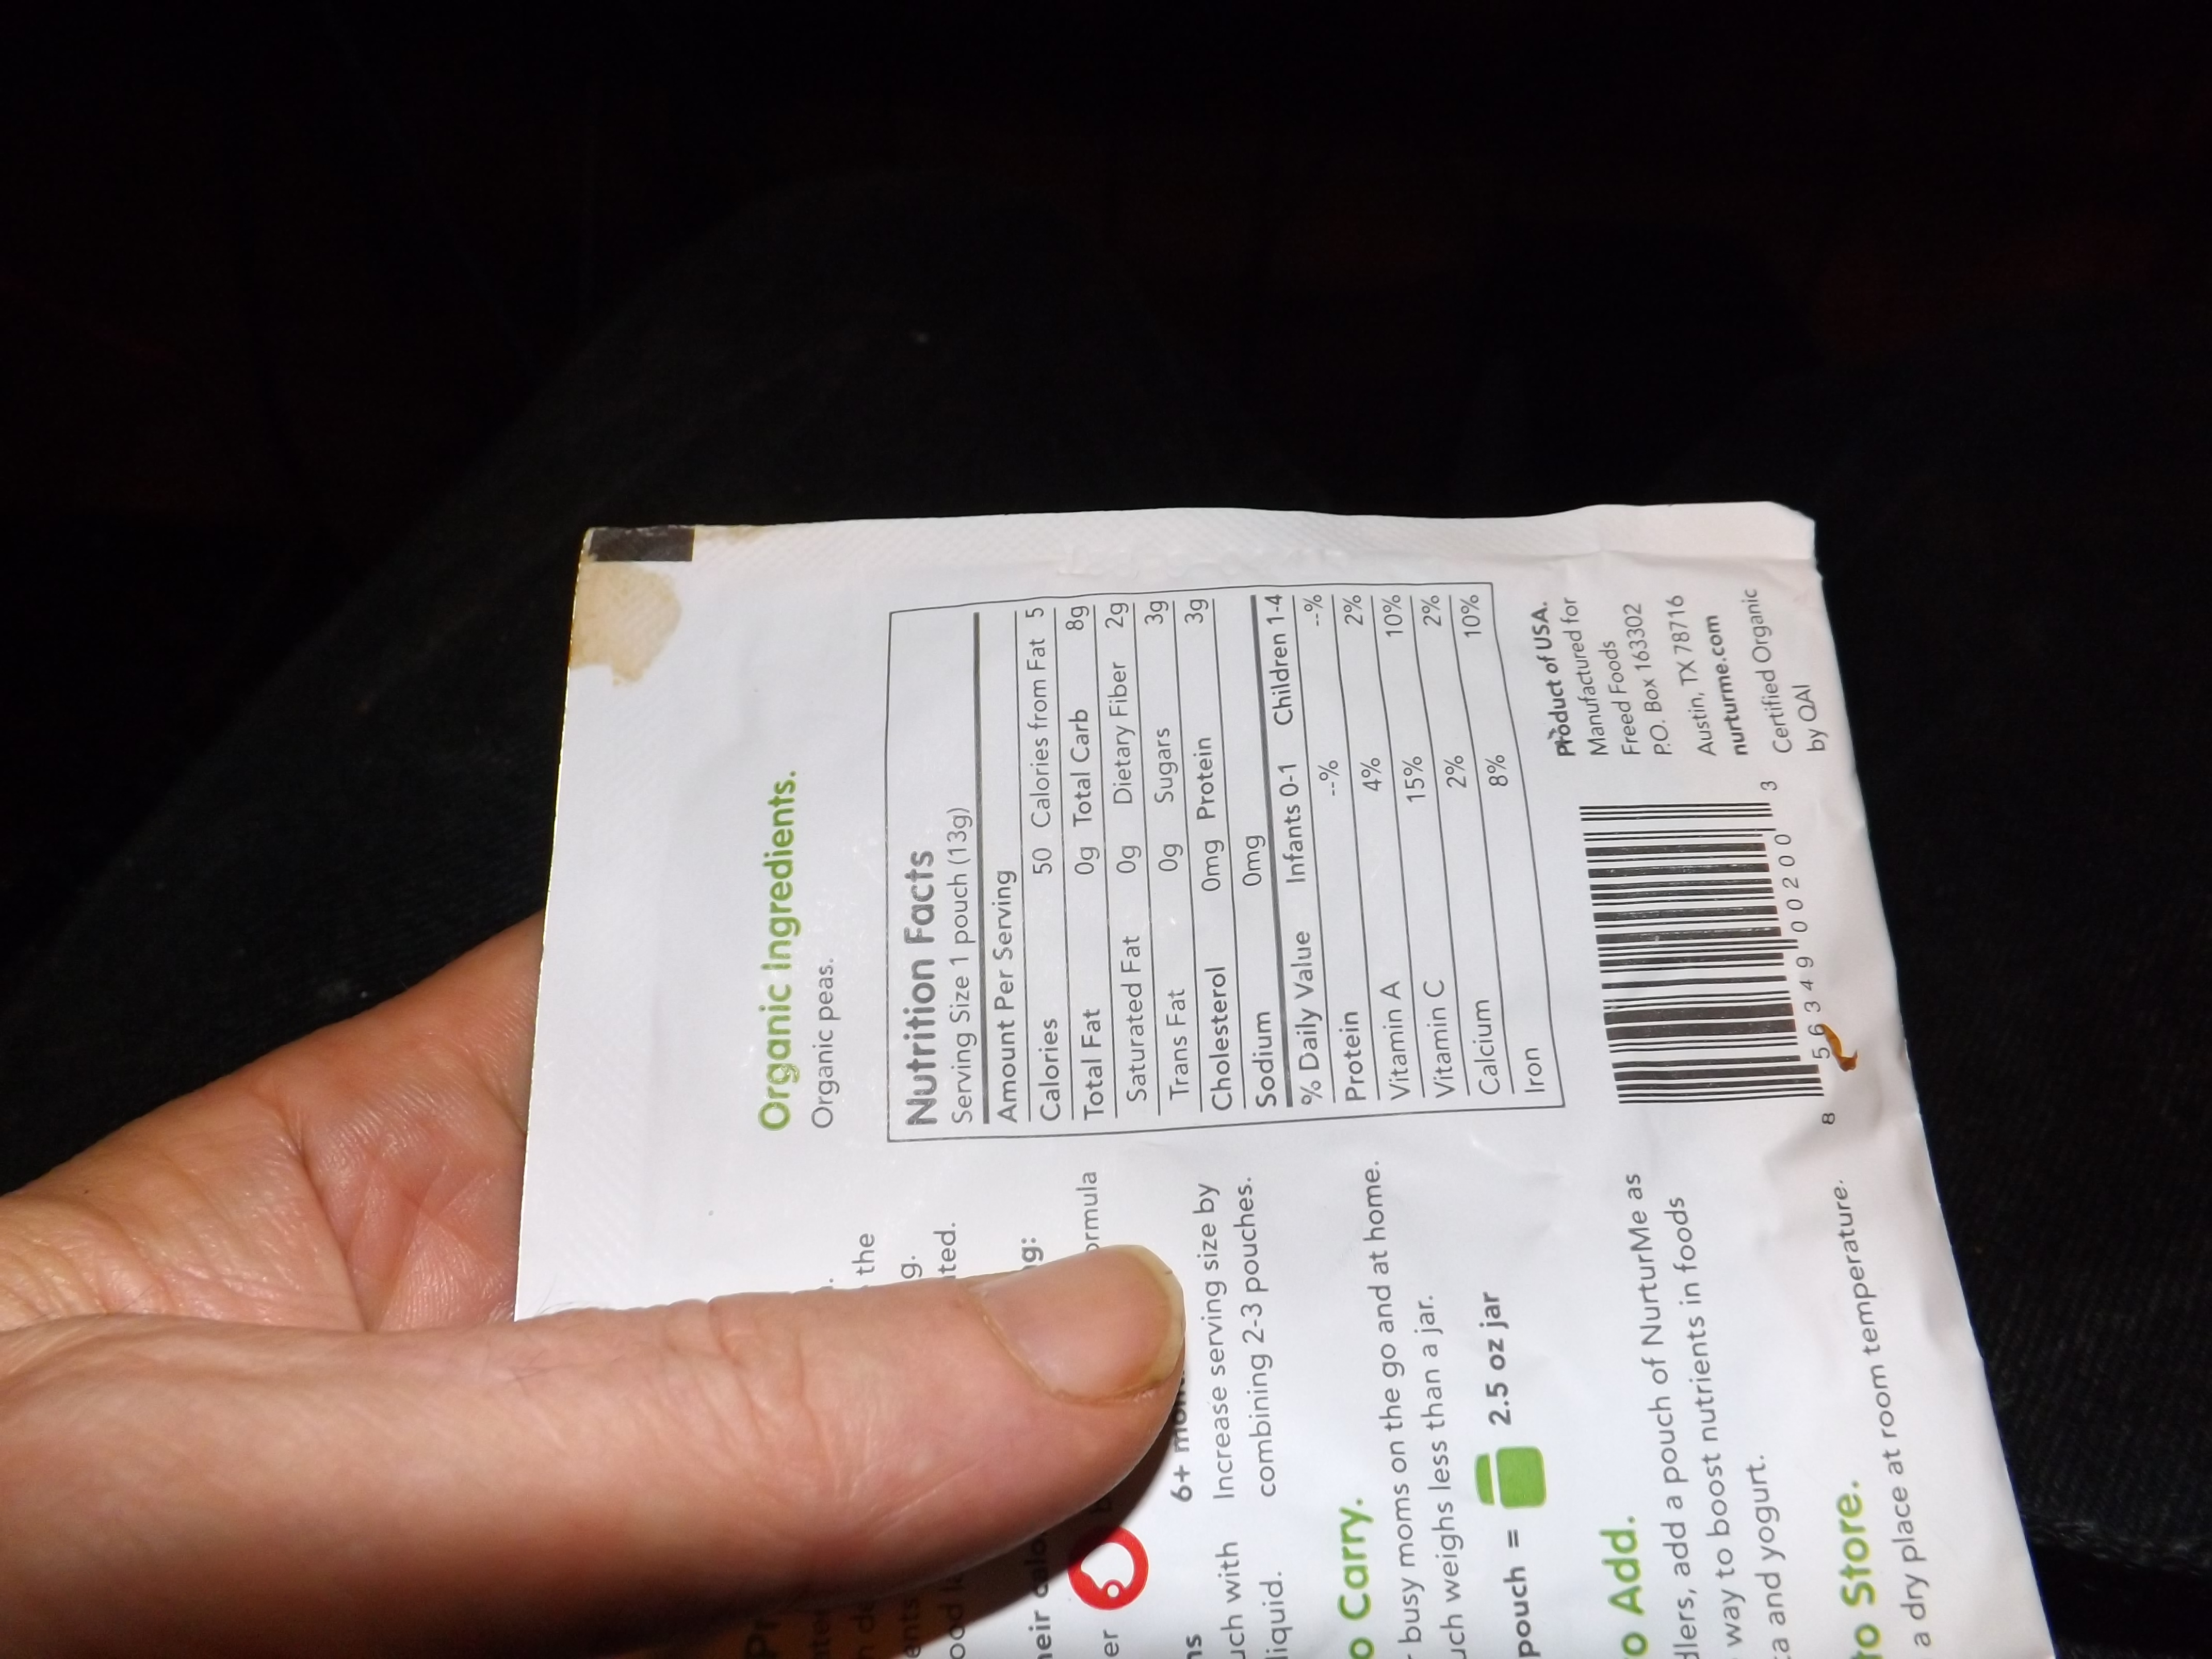 the
g.
ted.
g:
ormula
er
6+
Increase serving size by
uch with combining 2-3 pouches.
liquid.
o Carry.
busy moms on the go and at home.
uch weighs less than a jar.
pouch = 2.5 oz jar
o Add.
dlers, add a pouch of NurturMe as
way to boost nutrients in foods
ta and yogurt.
to Store.
a dry place at room temperature.
Organic Ingredients.
Organic peas.
Nutrition Facts
Serving Size 1 pouch (13g)
Amount Per Serving
Calories 50 Calories from Fat 5
Total Fat 0g Total Carb 8g
Saturated Fat 0g Dietary Fiber 2g
Trans Fat 0g Sugars 3g
Cholesterol 0mg Protein 3g
Sodium 0mg
% Daily Value Infants 0-1 Children 1-4
Protein --% --%
Vitamin A 4% 2%
Vitamin C 15% 10%
Calcium 2% 2%
Iron 8% 10%
Product of USA.
Manufactured for
Freed Foods
P.O. Box 163302
Austin, TX 78716
nurturme.com
Certified Organic
by QAI
8 56349 00200 3